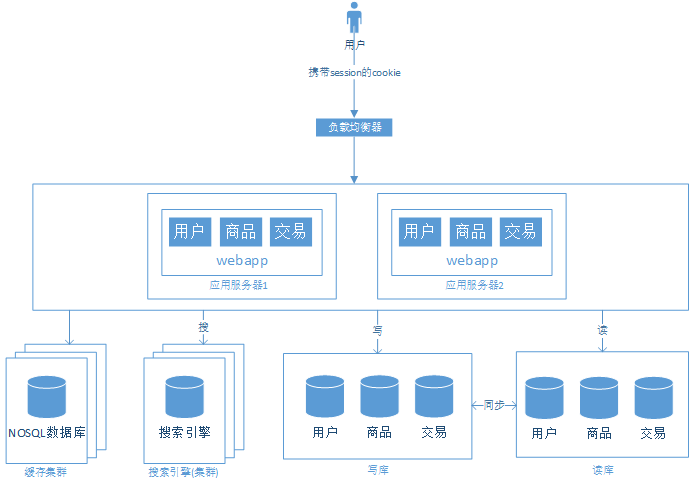 用户
携带session的cookie
负载均衡器
用户 商品 交易
webapp
应用服务器1
用户 商品 交易
webapp
应用服务器2
搜
写
读
NOSQL数据库
缓存集群
搜索引擎
搜索引擎(集群)
用户 商品 交易
写库
同步
用户 商品 交易
读库